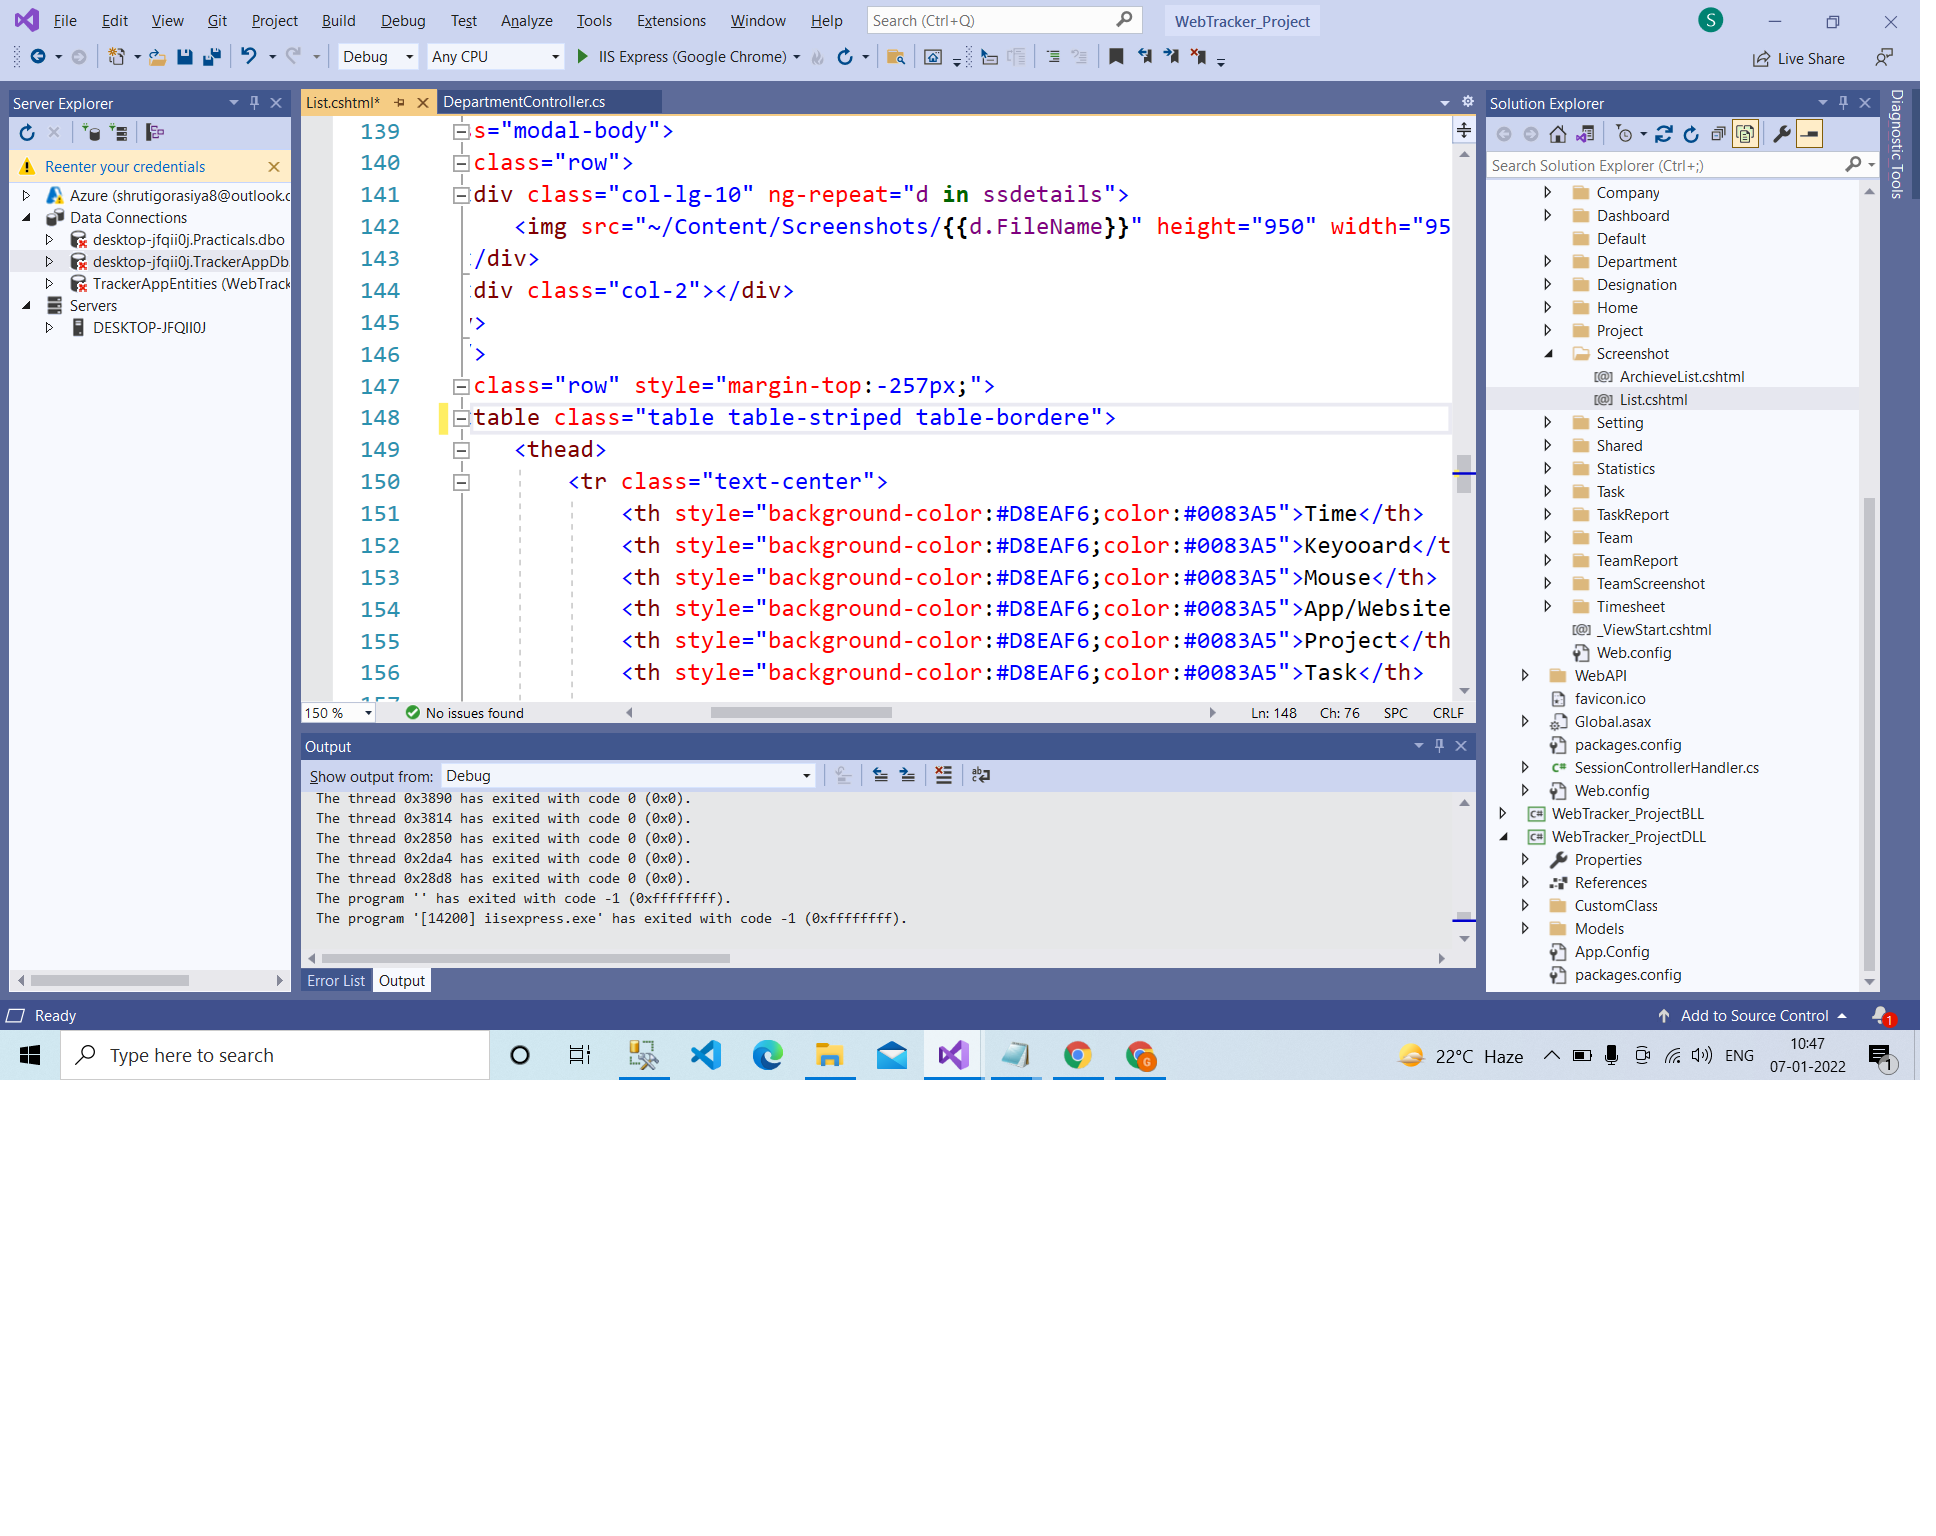 File Edit View Git Project Build Debug Test Analyze Tools Extensions Window Help Search (Ctrl+Q) WebTracker_Project S
Debug Any CPU IIS Express (Google Chrome) Live Share
Server Explorer
Reenter your credentials
Azure (shrutigorasiya8@outlook.c
Data Connections
desktop-jfqii0j.Practicals.dbo
desktop-jfqii0j.TrackerAppDb
TrackerAppEntities (WebTrack
Servers
DESKTOP-JFQII0J
List.cshtml* DepartmentController.cs
139 s="modal-body">
140 class="row">
141 div class="col-lg-10" ng-repeat="d in ssdetails">
142 <img src="~/Content/Screenshots/{{d.FileName}}" height="950" width="95
143 /div>
144 div class="col-2"></div>
145 >
146 >
147 class="row" style="margin-top:-257px;">
148 table class="table table-striped table-bordere">
149 <thead>
150 <tr class="text-center">
151 <th style="background-color:#D8EAF6;color:#0083A5">Time</th>
152 <th style="background-color:#D8EAF6;color:#0083A5">Keyooard</t
153 <th style="background-color:#D8EAF6;color:#0083A5">Mouse</th>
154 <th style="background-color:#D8EAF6;color:#0083A5">App/Website
155 <th style="background-color:#D8EAF6;color:#0083A5">Project</th
156 <th style="background-color:#D8EAF6;color:#0083A5">Task</th>
150 % No issues found Ln: 148 Ch: 76 SPC CRLF
Output
Show output from: Debug
The thread 0x3890 has exited with code 0 (0x0).
The thread 0x3814 has exited with code 0 (0x0).
The thread 0x2850 has exited with code 0 (0x0).
The thread 0x2da4 has exited with code 0 (0x0).
The thread 0x28d8 has exited with code 0 (0x0).
The program '' has exited with code -1 (0xffffffff).
The program '[14200] iisexpress.exe' has exited with code -1 (0xffffffff).
Error List Output
Solution Explorer
Search Solution Explorer (Ctrl+;)
Company
Dashboard
Default
Department
Designation
Home
Project
Screenshot
[@] ArchieveList.cshtml
[@] List.cshtml
Setting
Shared
Statistics
Task
TaskReport
Team
TeamReport
TeamScreenshot
Timesheet
[@] _ViewStart.cshtml
Web.config
WebAPI
favicon.ico
Global.asax
packages.config
C# SessionControllerHandler.cs
Web.config
C# WebTracker_ProjectBLL
C# WebTracker_ProjectDLL
Properties
References
CustomClass
Models
App.Config
packages.config
Diagnostic Tools
Ready Add to Source Control 1
Type here to search G 22°C Haze ENG 10:47
07-01-2022 1